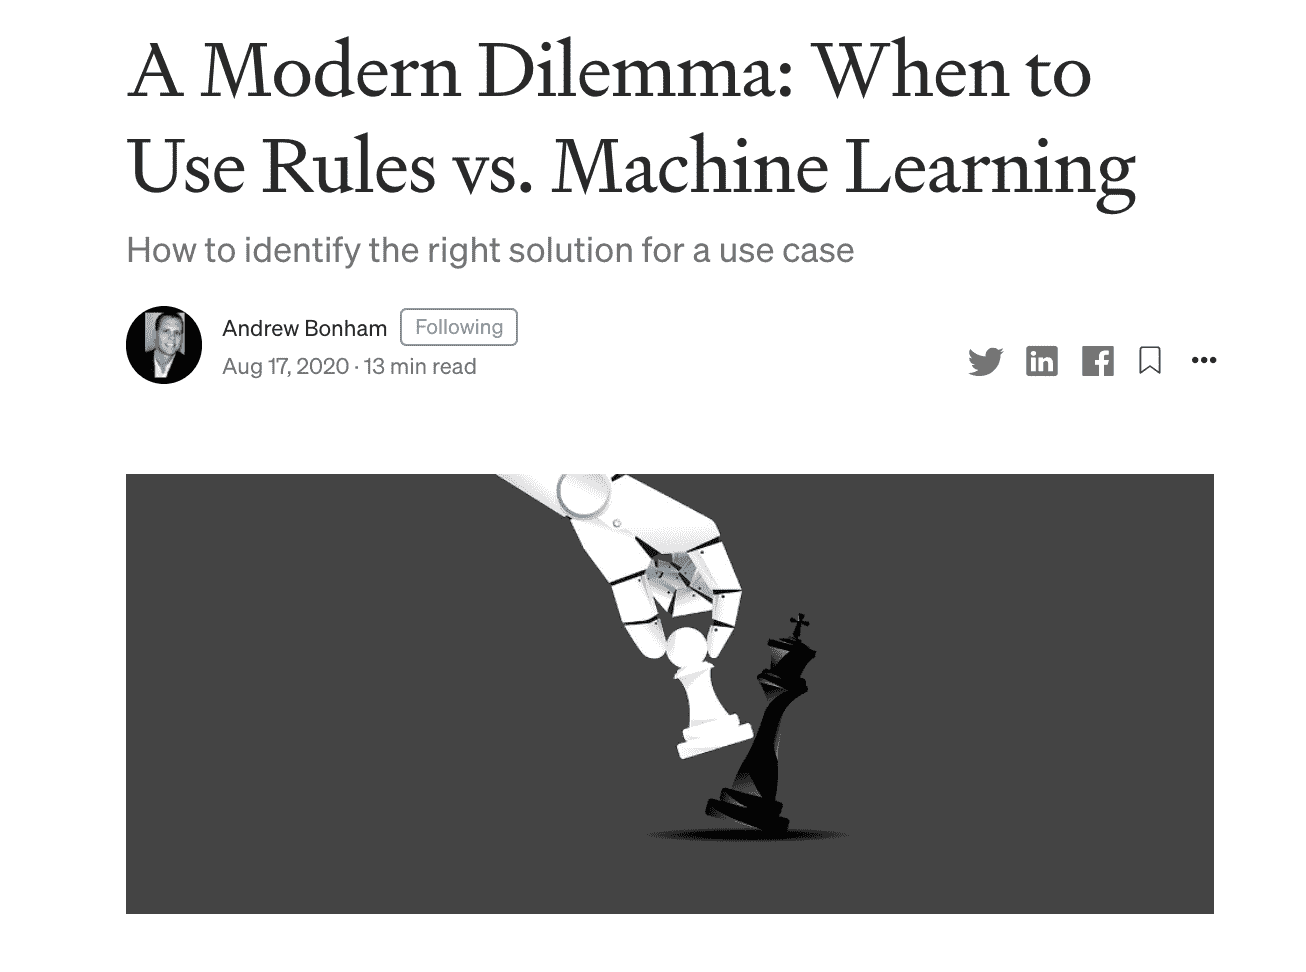 A Modern Dilemma: When to
Use Rules vs. Machine Learning
How to identify the right solution for a use case
Andrew Bonham Following
Aug 17, 2020 · 13 min read
in